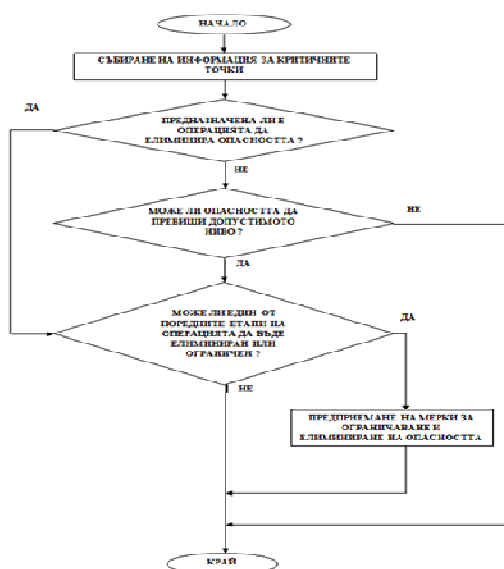 НАЧАЛО
СЪБИРАНЕ НА ИНФОРМАЦИЯ ЗА КРИТИЧНИТЕ
ТОЧКИ
ДА
ПРЕДНАЗНАЧЕНА ЛИ Е
ОПЕРАЦИЯТА ДА
ЕЛИМИНИРА ОПАСНОСТТА ?
НЕ
МОЖЕ ЛИ ОПАСНОСТТА ДА
ПРЕВИШИ ДОПУСТИМОТО
НИВО ?
НЕ
ДА
МОЖЕ ЛИ ЕДИН ОТ
ПОРЕДНИТЕ ЕТАПИ НА
ОПЕРАЦИЯТА ДА БЪДЕ
ЕЛИМИНИРАН ИЛИ
ОГРАНИЧЕН ?
ДА
НЕ
ПРЕДПРИЕМАНЕ НА МЕРКИ ЗА
ОГРАНИЧАВАНЕ И
ЕЛИМИНИРАНЕ НА ОПАСНОСТТА
КРАЙ